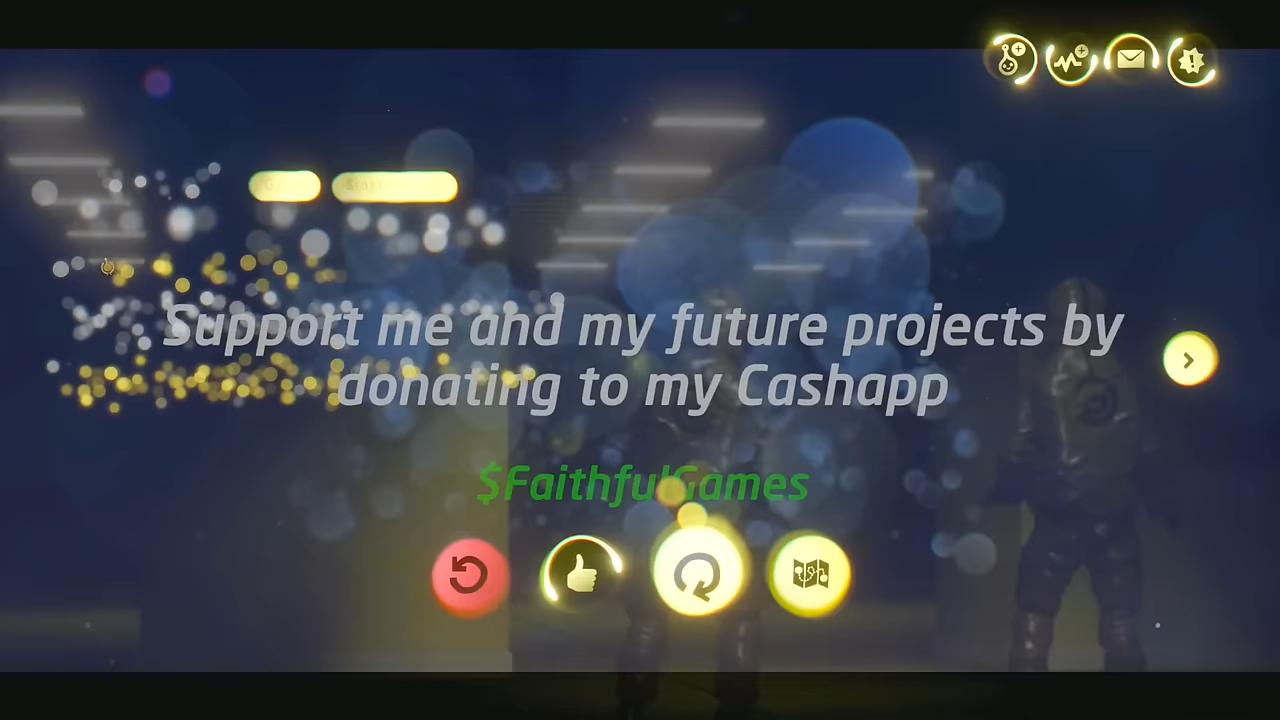 Support me and my future projects by
donating to my Cashapp
$FaithfulGames